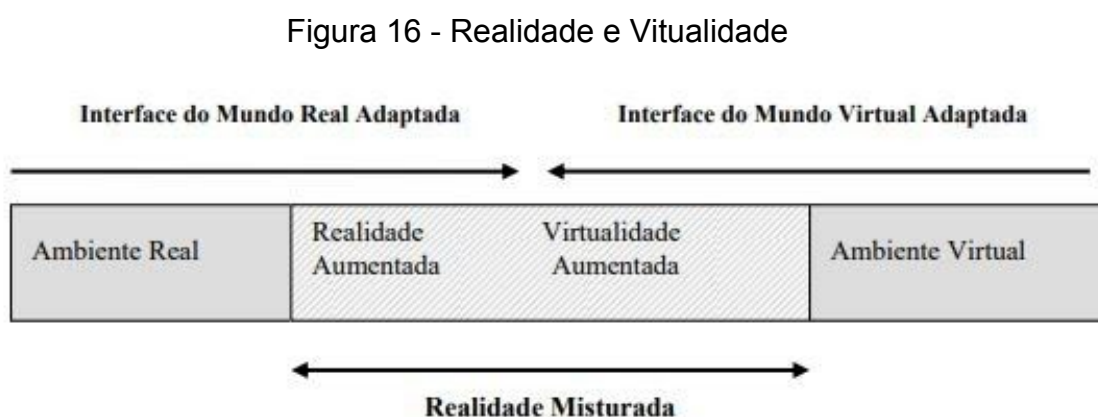 Figura 16 - Realidade e Vitualidade
Interface do Mundo Real Adaptada
Interface do Mundo Virtual Adaptada
Ambiente Real
Realidade
Aumentada
Virtualidade
Aumentada
Ambiente Virtual
Realidade Misturada